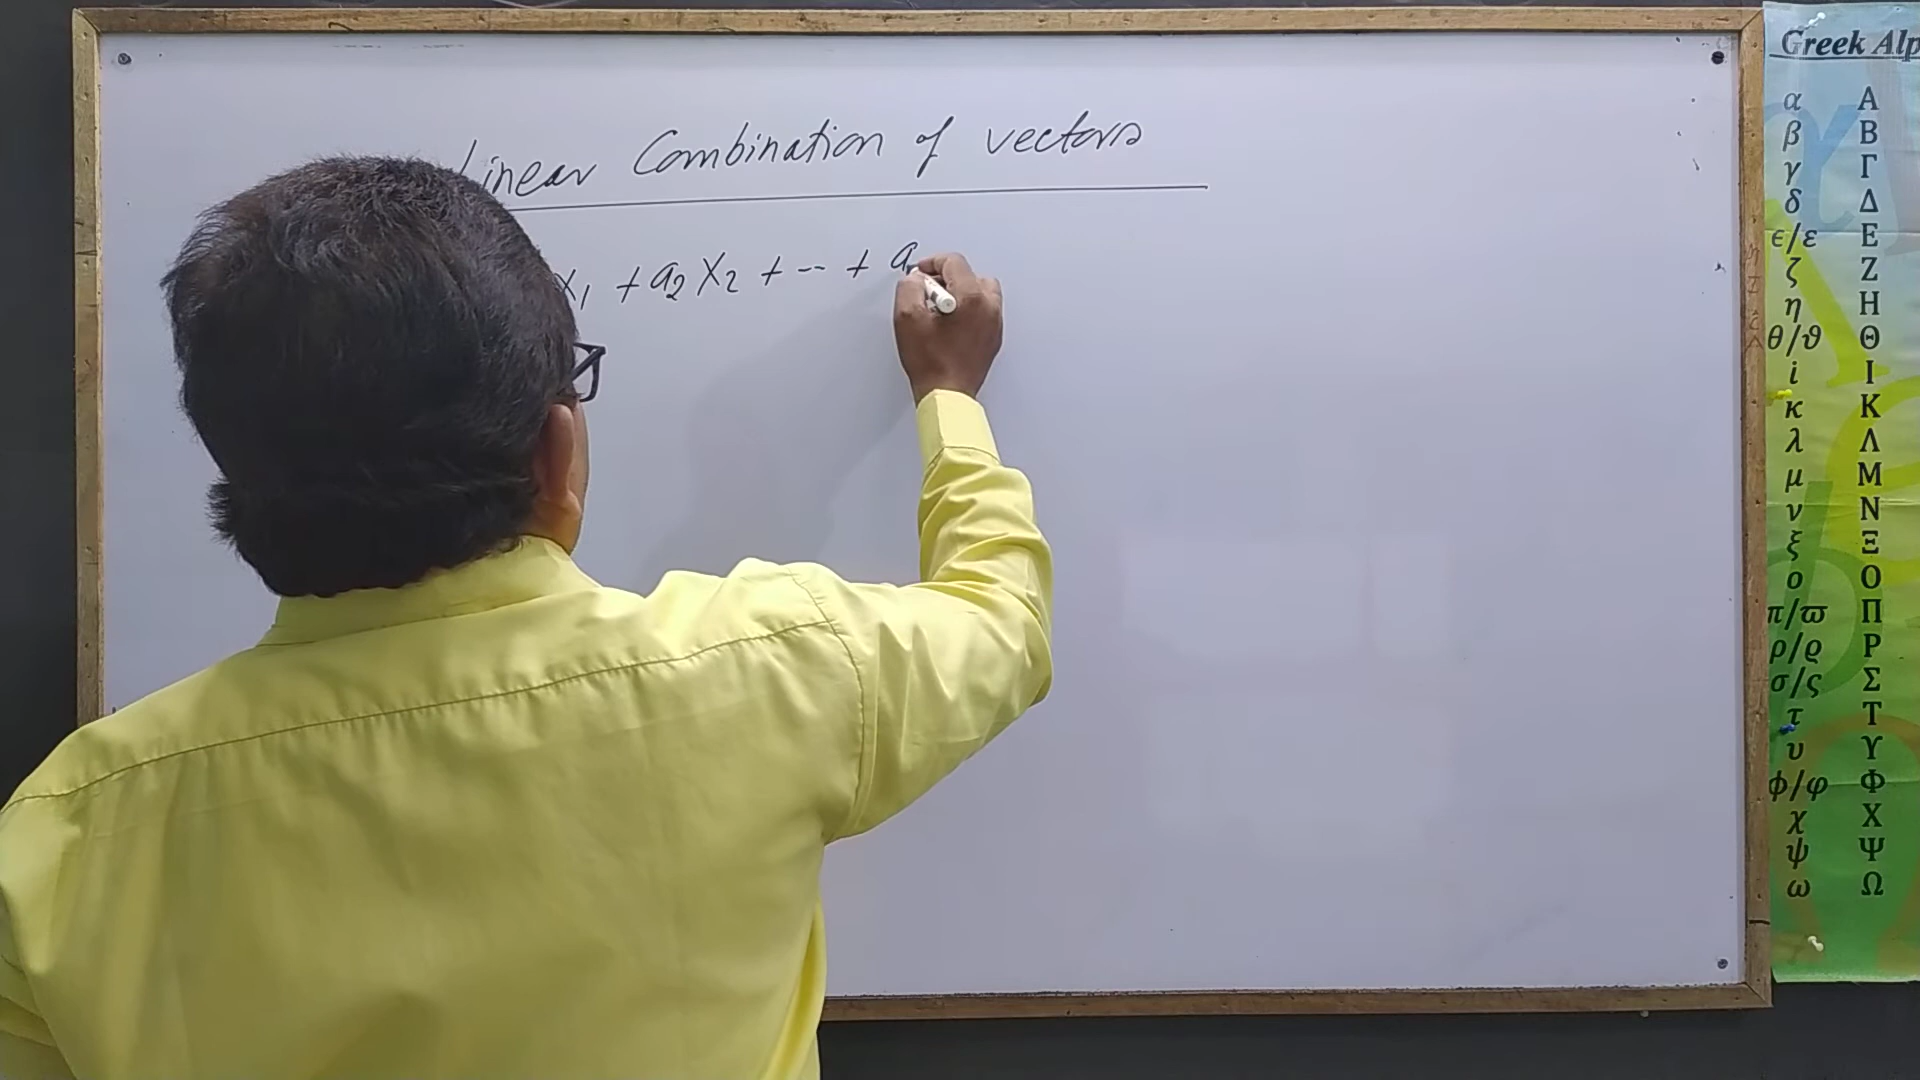 Linear Combination of vectors
x₁ + a₂ x₂ + -- + a
Greek Alp
α Α
β Β
γ Γ
δ Δ
ϵ/ε Ε
ζ Ζ
η Η
θ/ϑ Θ
i Ι
κ Κ
λ Λ
μ Μ
ν Ν
ξ Ξ
ο Ο
π/ϖ Π
ρ/ϱ Ρ
σ/ς Σ
τ Τ
υ ϒ
ϕ/φ Φ
χ Χ
ψ Ψ
ω Ω